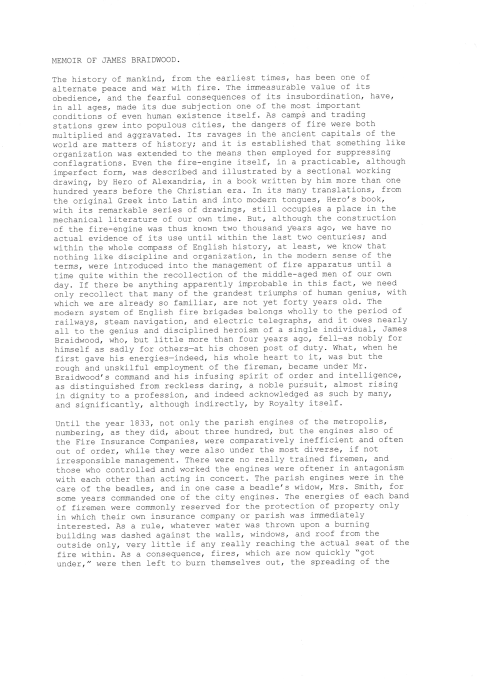 MEMOIR OF JAMES BRAIDWOOD.
The history of mankind, from the earliest times, has been one of
alternate peace and war with fire. The immeasurable value of its
obedience, and the fearful consequences of its insubordination, have,
in all ages, made its due subjection one of the most important
conditions of even human existence itself. As camps and trading
stations grew into populous cities, the dangers of fire were both
multiplied and aggravated. Its ravages in the ancient capitals of the
world are matters of history; and it is established that something like
organization was extended to the means then employed for suppressing
conflagrations. Even the fire-engine itself, in a practicable, although
imperfect form, was described and illustrated by a sectional working
drawing, by Hero of Alexandria, in a book written by him more than one
hundred years before the Christian era. In its many translations, from
the original Greek into Latin and into modern tongues, Hero's book,
with its remarkable series of drawings, still occupies a place in the
mechanical literature of our own time. But, although the construction
of the fire-engine was thus known two thousand years ago, we have no
actual evidence of its use until within the last two centuries; and
within the whole compass of English history, at least, we know that
nothing like discipline and organization, in the modern sense of the
terms, were introduced into the management of fire apparatus until a
time quite within the recollection of the middle-aged men of our own
day. If there be anything apparently improbable in this fact, we need
only recollect that many of the grandest triumphs of human genius, with
which we are already so familiar, are not yet forty years old. The
modern system of English fire brigades belongs wholly to the period of
railways, steam navigation, and electric telegraphs, and it owes nearly
all to the genius and disciplined heroism of a single individual, James
Braidwood, who, but little more than four years ago, fell—as nobly for
himself as sadly for others—at his chosen post of duty. What, when he
first gave his energies—indeed, his whole heart to it, was but the
rough and unskilful employment of the fireman, became under Mr.
Braidwood's command and his infusing spirit of order and intelligence,
as distinguished from reckless daring, a noble pursuit, almost rising
in dignity to a profession, and indeed acknowledged as such by many,
and significantly, although indirectly, by Royalty itself.
Until the year 1833, not only the parish engines of the metropolis,
numbering, as they did, about three hundred, but the engines also of
the Fire Insurance Companies, were comparatively inefficient and often
out of order, while they were also under the most diverse, if not
irresponsible management. There were no really trained firemen, and
those who controlled and worked the engines were oftener in antagonism
with each other than acting in concert. The parish engines were in the
care of the beadles, and in one case a beadle's widow, Mrs. Smith, for
some years commanded one of the city engines. The energies of each band
of firemen were commonly reserved for the protection of property only
in which their own insurance company or parish was immediately
interested. As a rule, whatever water was thrown upon a burning
building was dashed against the walls, windows, and roof from the
outside only, very little if any really reaching the actual seat of the
fire within. As a consequence, fires, which are now quickly "got
under," were then left to burn themselves out, the spreading of the